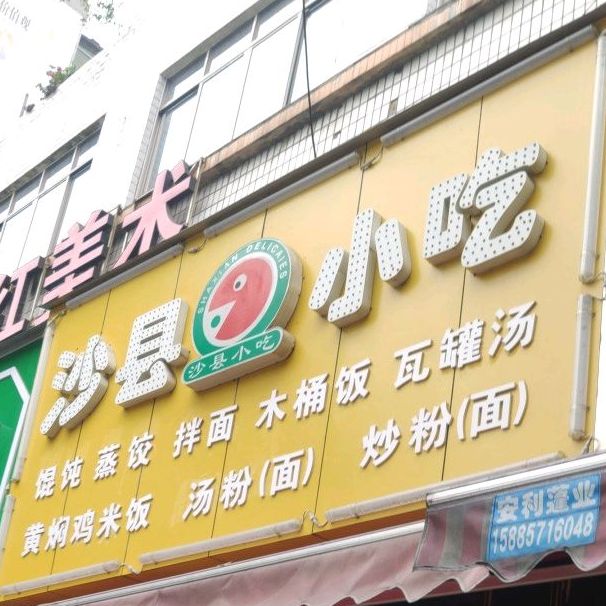 红美术
沙县小吃
SHAXIAN DELICACIES
沙县小吃
馄饨 蒸饺 拌面 木桶饭 瓦罐汤
黄焖鸡米饭 汤粉(面) 炒粉(面)
安利蓬业
15885716048